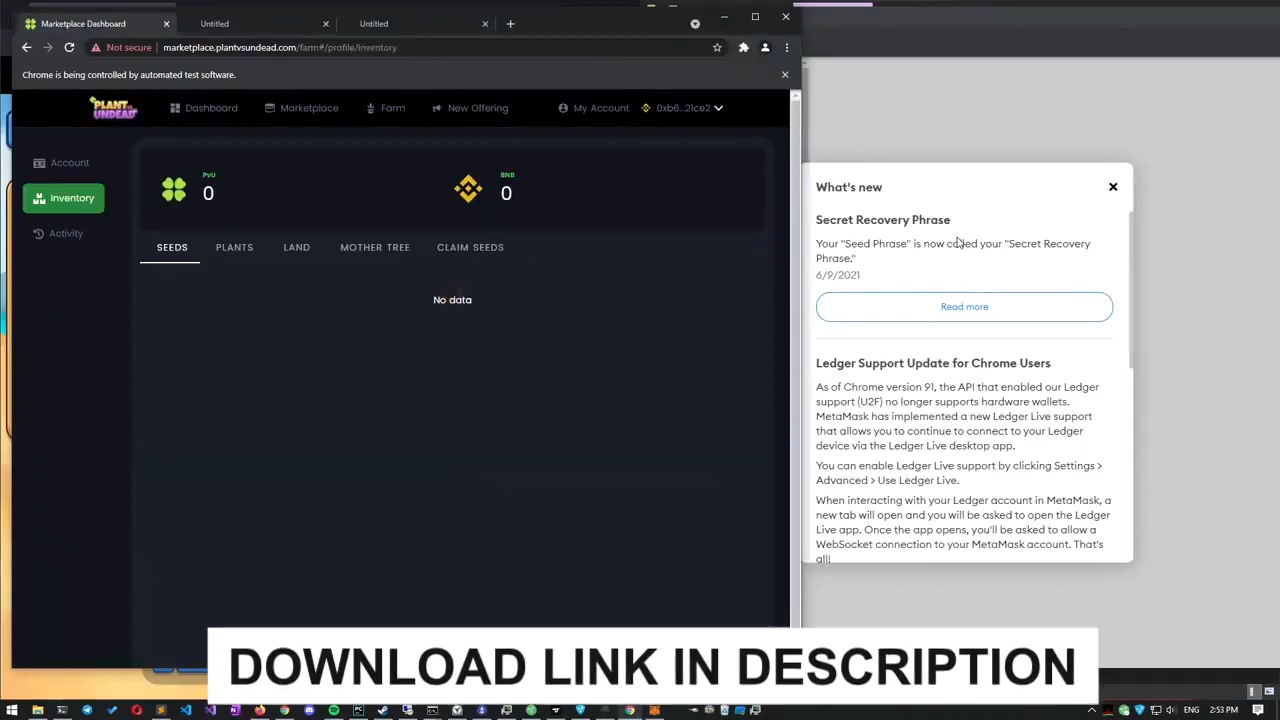 Marketplace Dashboard
Untitled
Untitled
Not secure
marketplace.plantvsundead.com/farm#/profile/inventory
Chrome is being controlled by automated test software.
PLANT
UNDEAD
Dashboard
Marketplace
Farm
New Offering
My Account
0xb6...21ce2
Account
Inventory
Activity
PVU
0
BNB
0
SEEDS
PLANTS
LAND
MOTHER TREE
CLAIM SEEDS
No data
What's new
Secret Recovery Phrase
Your "Seed Phrase" is now called your "Secret Recovery
Phrase."
6/9/2021
Read more
Ledger Support Update for Chrome Users
As of Chrome version 91, the API that enabled our Ledger
support (U2F) no longer supports hardware wallets.
MetaMask has implemented a new Ledger Live support
that allows you to continue to connect to your Ledger
device via the Ledger Live desktop app.
You can enable Ledger Live support by clicking Settings >
Advanced > Use Ledger Live.
When interacting with your Ledger account in MetaMask, a
new tab will open and you will be asked to open the Ledger
Live app. Once the app opens, you'll be asked to allow a
WebSocket connection to your MetaMask account. That's
all!
DOWNLOAD LINK IN DESCRIPTION
2:53 PM